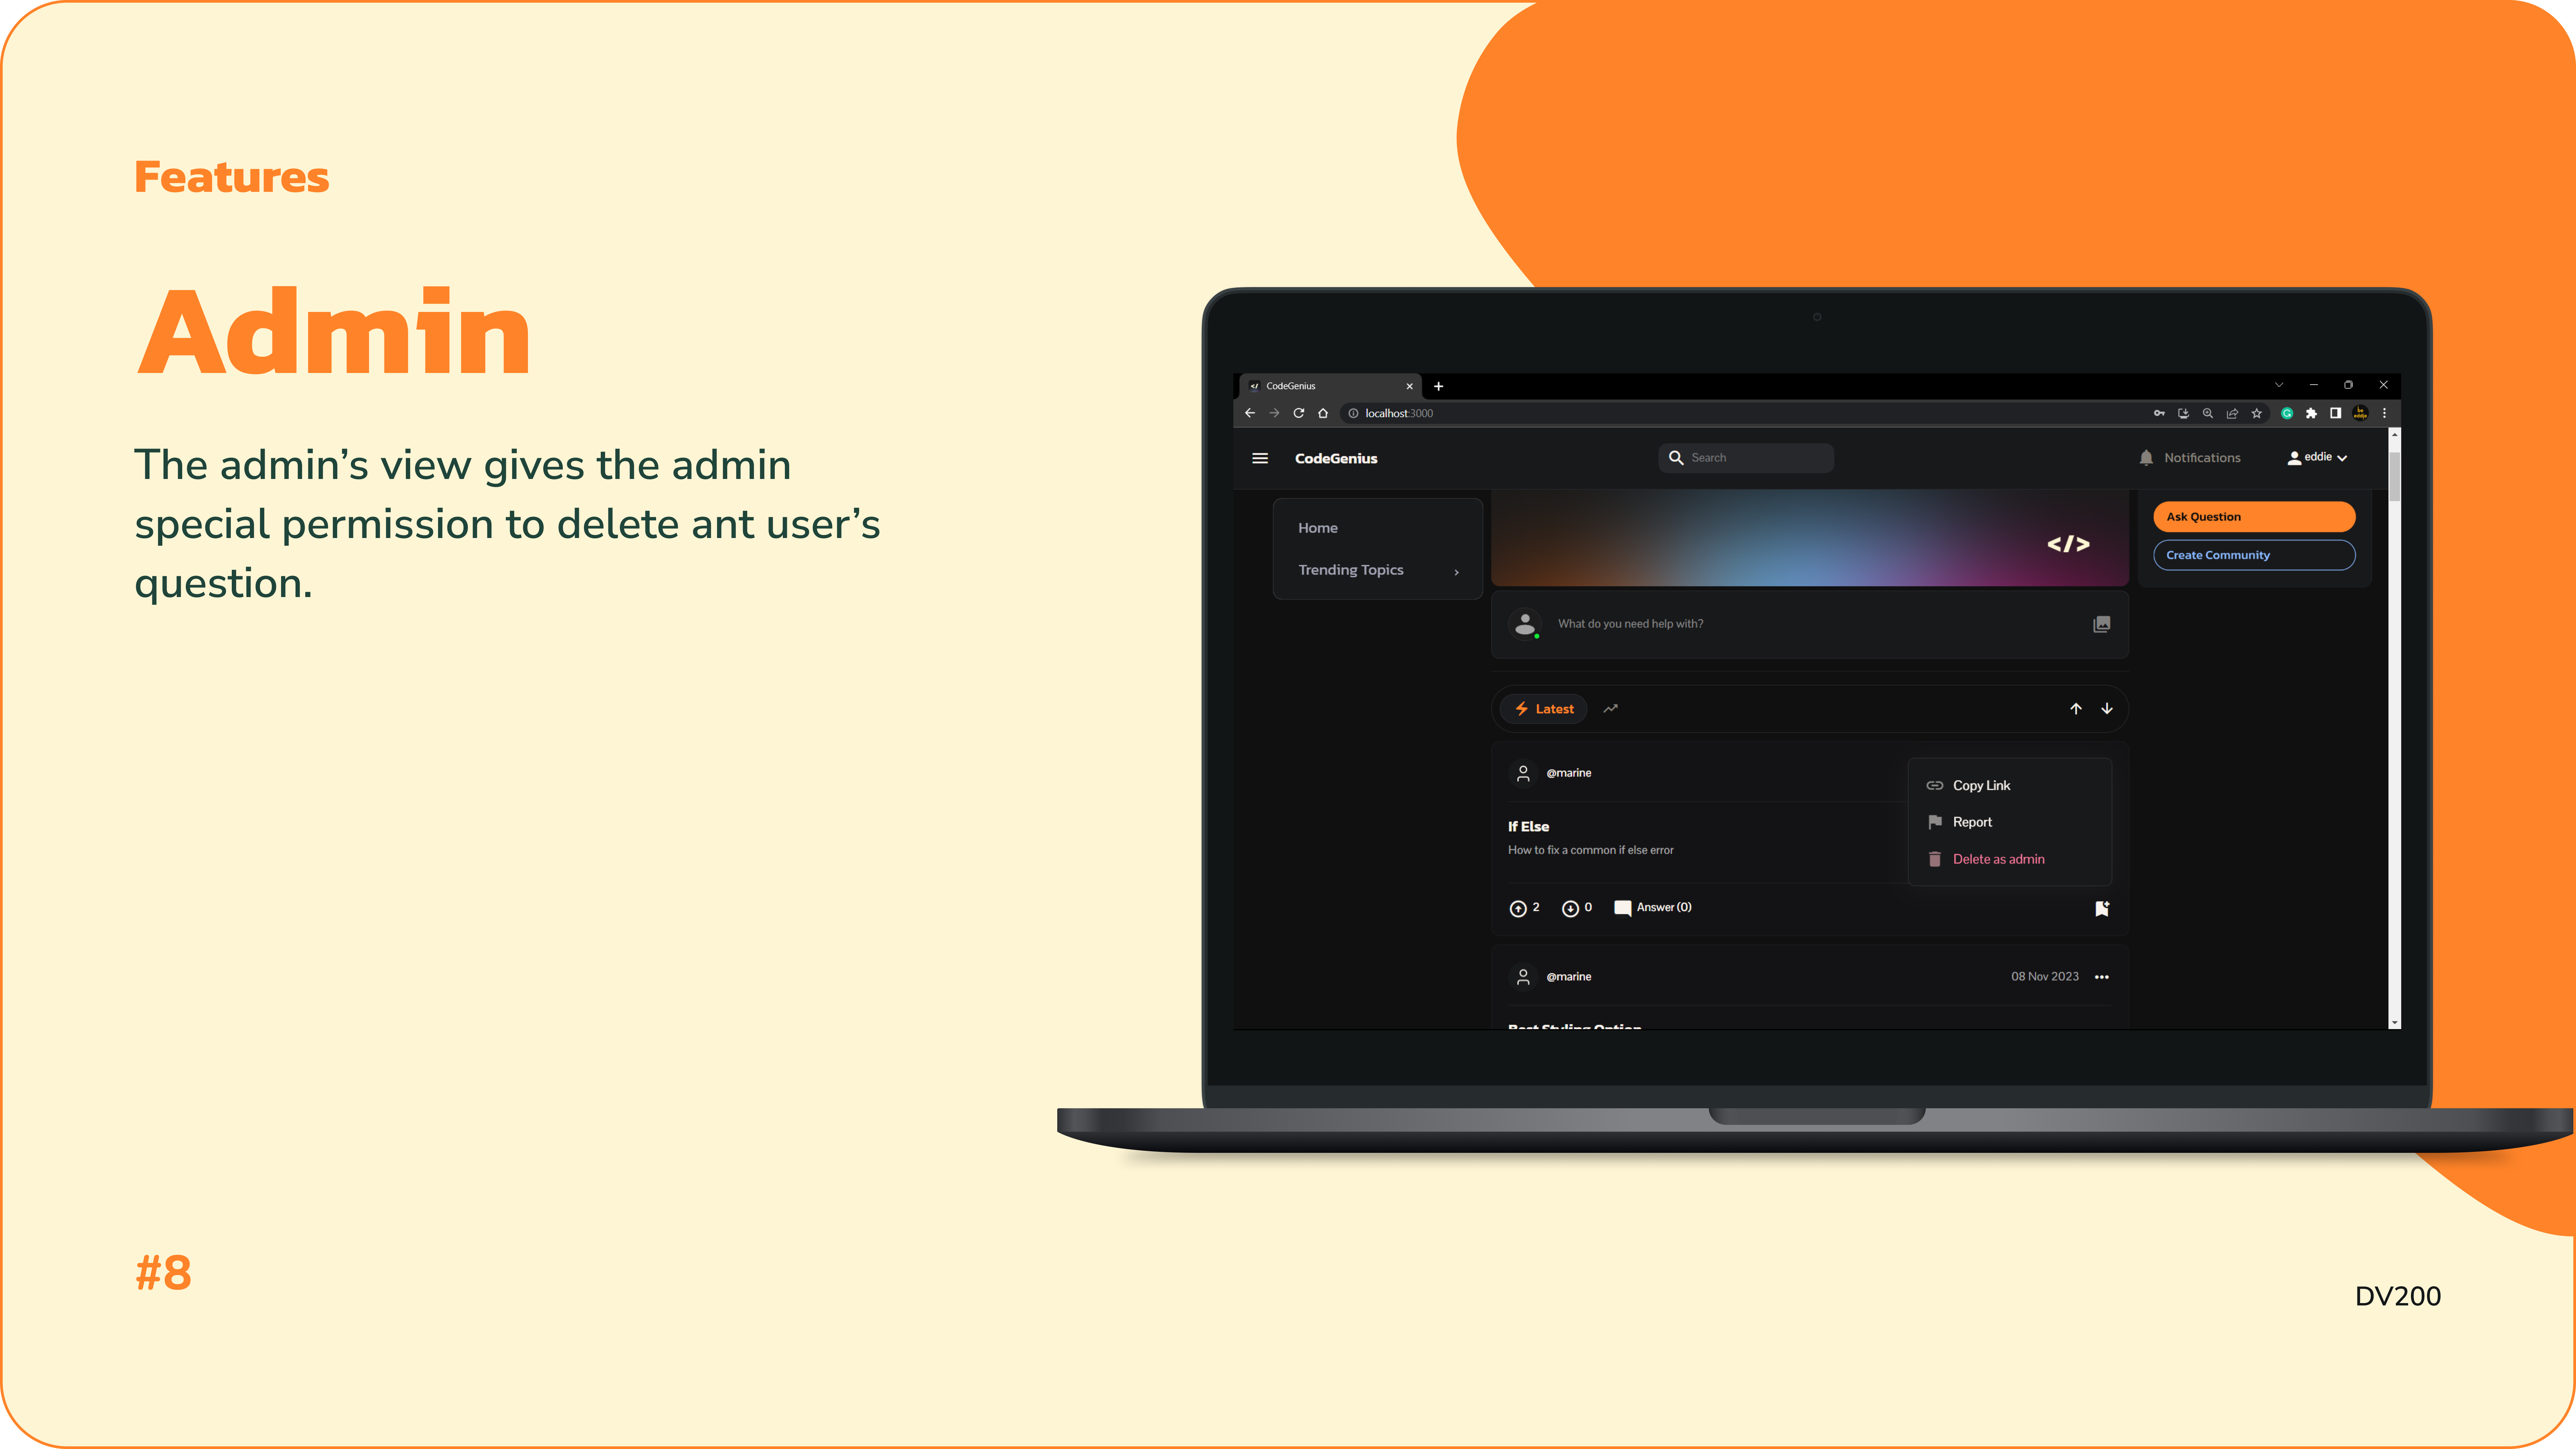 Features
Admin
The admin’s view gives the admin
special permission to delete ant user’s
question.
CodeGenius
localhost:3000
CodeGenius
Search
Notifications
eddie
Home
Trending Topics
</>
Ask Question
Create Community
What do you need help with?
Latest
@marine
Copy Link
Report
Delete as admin
If Else
How to fix a common if else error
2
0
Answer (0)
@marine
08 Nov 2023
Best Styling Option
#8
DV200